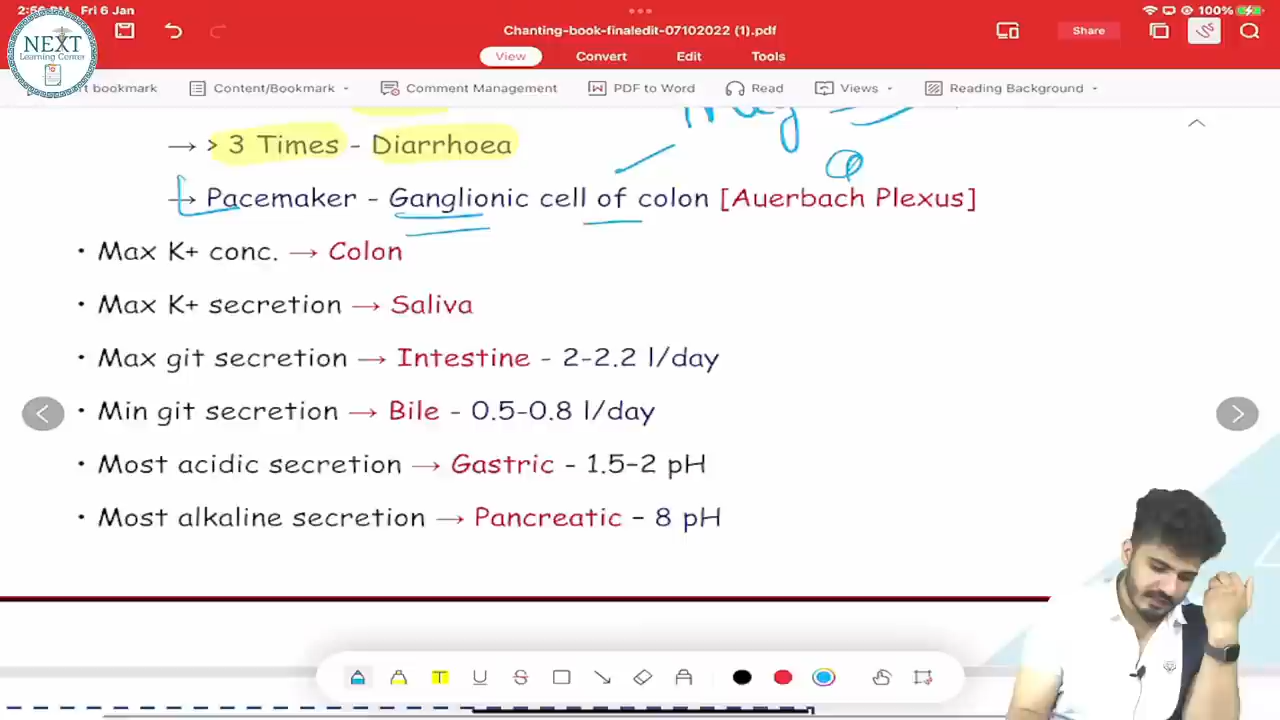 2:56 PM Fri 6 Jan
100%
NEXT
Learning Center
Chanting-book-finaledit-07102022 (1).pdf
Share
View
Convert
Edit
Tools
rt bookmark
Content/Bookmark
Comment Management
PDF to Word
Read
Views
Reading Background
→ > 3 Times - Diarrhoea
→ Pacemaker - Ganglionic cell of colon [Auerbach Plexus]
• Max K+ conc. → Colon
• Max K+ secretion → Saliva
• Max git secretion → Intestine - 2-2.2 l/day
• Min git secretion → Bile - 0.5-0.8 l/day
• Most acidic secretion → Gastric - 1.5-2 pH
• Most alkaline secretion → Pancreatic - 8 pH